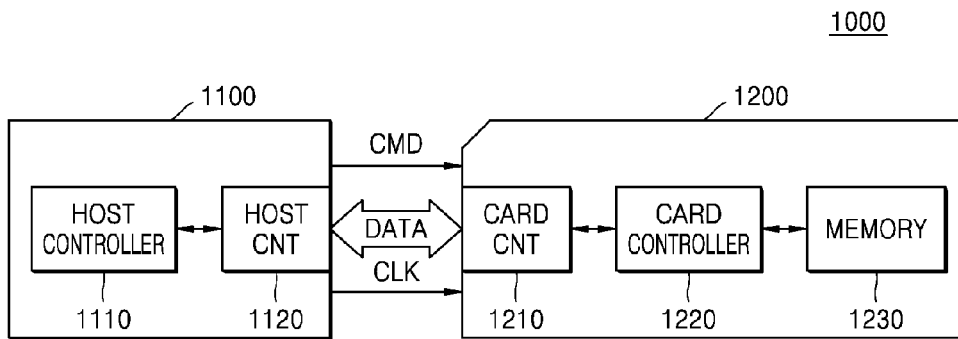 1000
1100
1200
CMD
HOST
CONTROLLER
HOST
CNT
DATA
CARD
CNT
CARD
CONTROLLER
MEMORY
CLK
1110
1120
1210
1220
1230